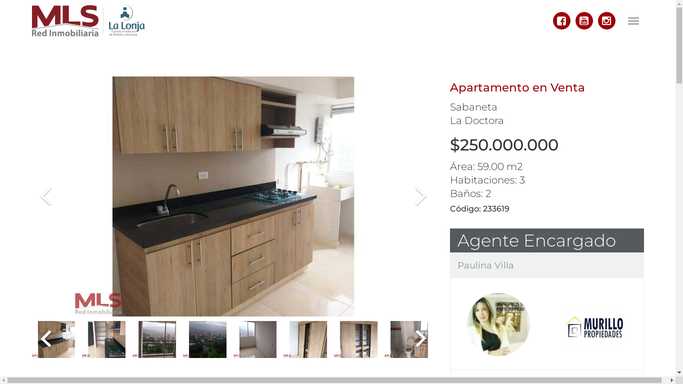 MLS
Red Inmobiliaria
La Lonja
Apartamento en Venta
Sabaneta
La Doctora
$250.000.000
Área: 59.00 m2
Habitaciones: 3
Baños: 2
Código: 233619
Agente Encargado
Paulina Villa
MURILLO
PROPIEDADES
MLS
Red Inmobiliaria